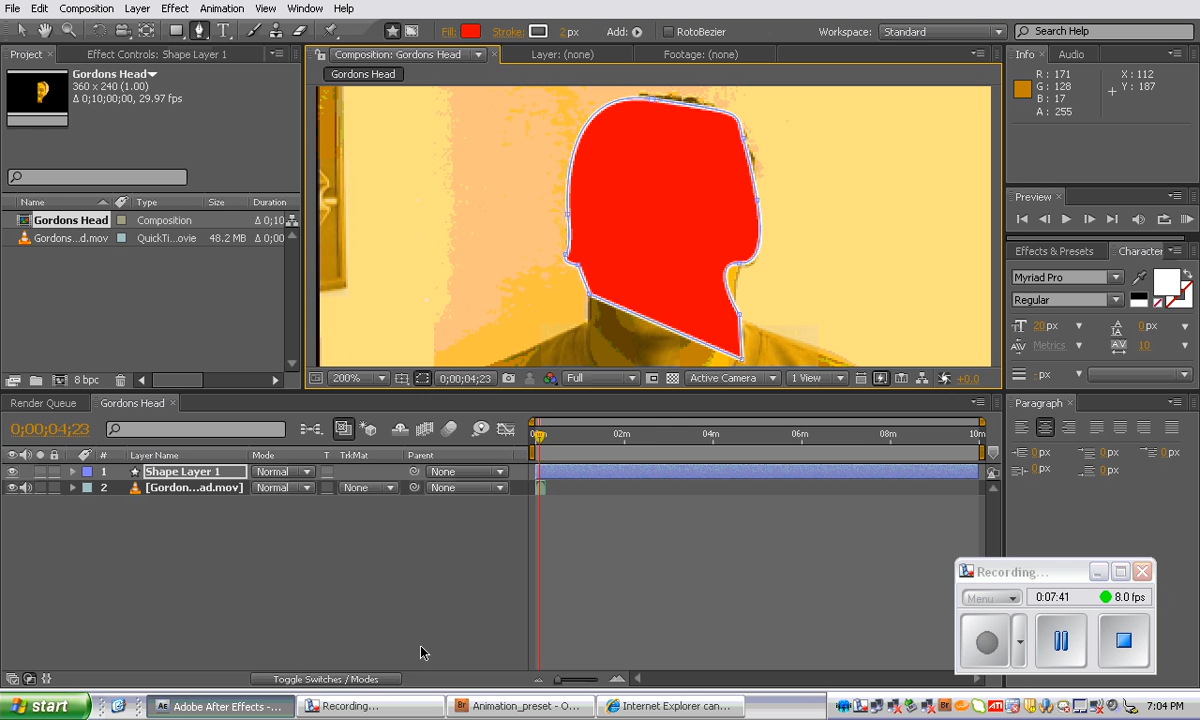 File Edit Composition Layer Effect Animation View Window Help
Fill: Stroke: 2 px Add: RotoBezier Workspace: Standard Search Help
Project Effect Controls: Shape Layer 1
Gordons Head
360 x 240 (1.00)
Δ 0;10;00;00, 29.97 fps
Name Type Size Duration
Gordons Head Composition Δ 0;10
Gordons...d.mov QuickTi...ovie 48.2 MB Δ 0;00
8 bpc
Composition: Gordons Head Layer: (none) Footage: (none)
Gordons Head
200% 0;00;04;23 Full Active Camera 1 View +0.0
Info Audio
R: 171 X: 112
G: 128 Y: 187
B: 17
A: 255
Preview
Effects & Presets Character
Myriad Pro
Regular
20 px 0 px
Metrics 10
- px
Render Queue Gordons Head
0;00;04;23
# Layer Name Mode T TrkMat Parent
1 Shape Layer 1 Normal None
2 [Gordon...ad.mov] Normal None None
02m 04m 06m 08m 10m
Toggle Switches / Modes
Paragraph
0 px 0 px 0 px
0 px 0 px
Recording...
Menu 0:07:41 8.0 fps
start Adobe After Effects -... Recording... Animation_preset - O... Internet Explorer can... 7:04 PM